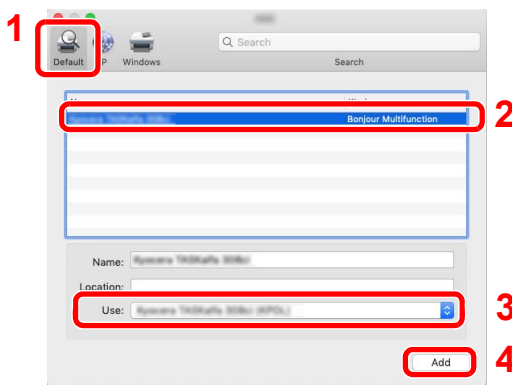 1
Search
Default P Windows Search
Bonjour Multifunction 2
Name:
Location:
Use: 3
Add 4